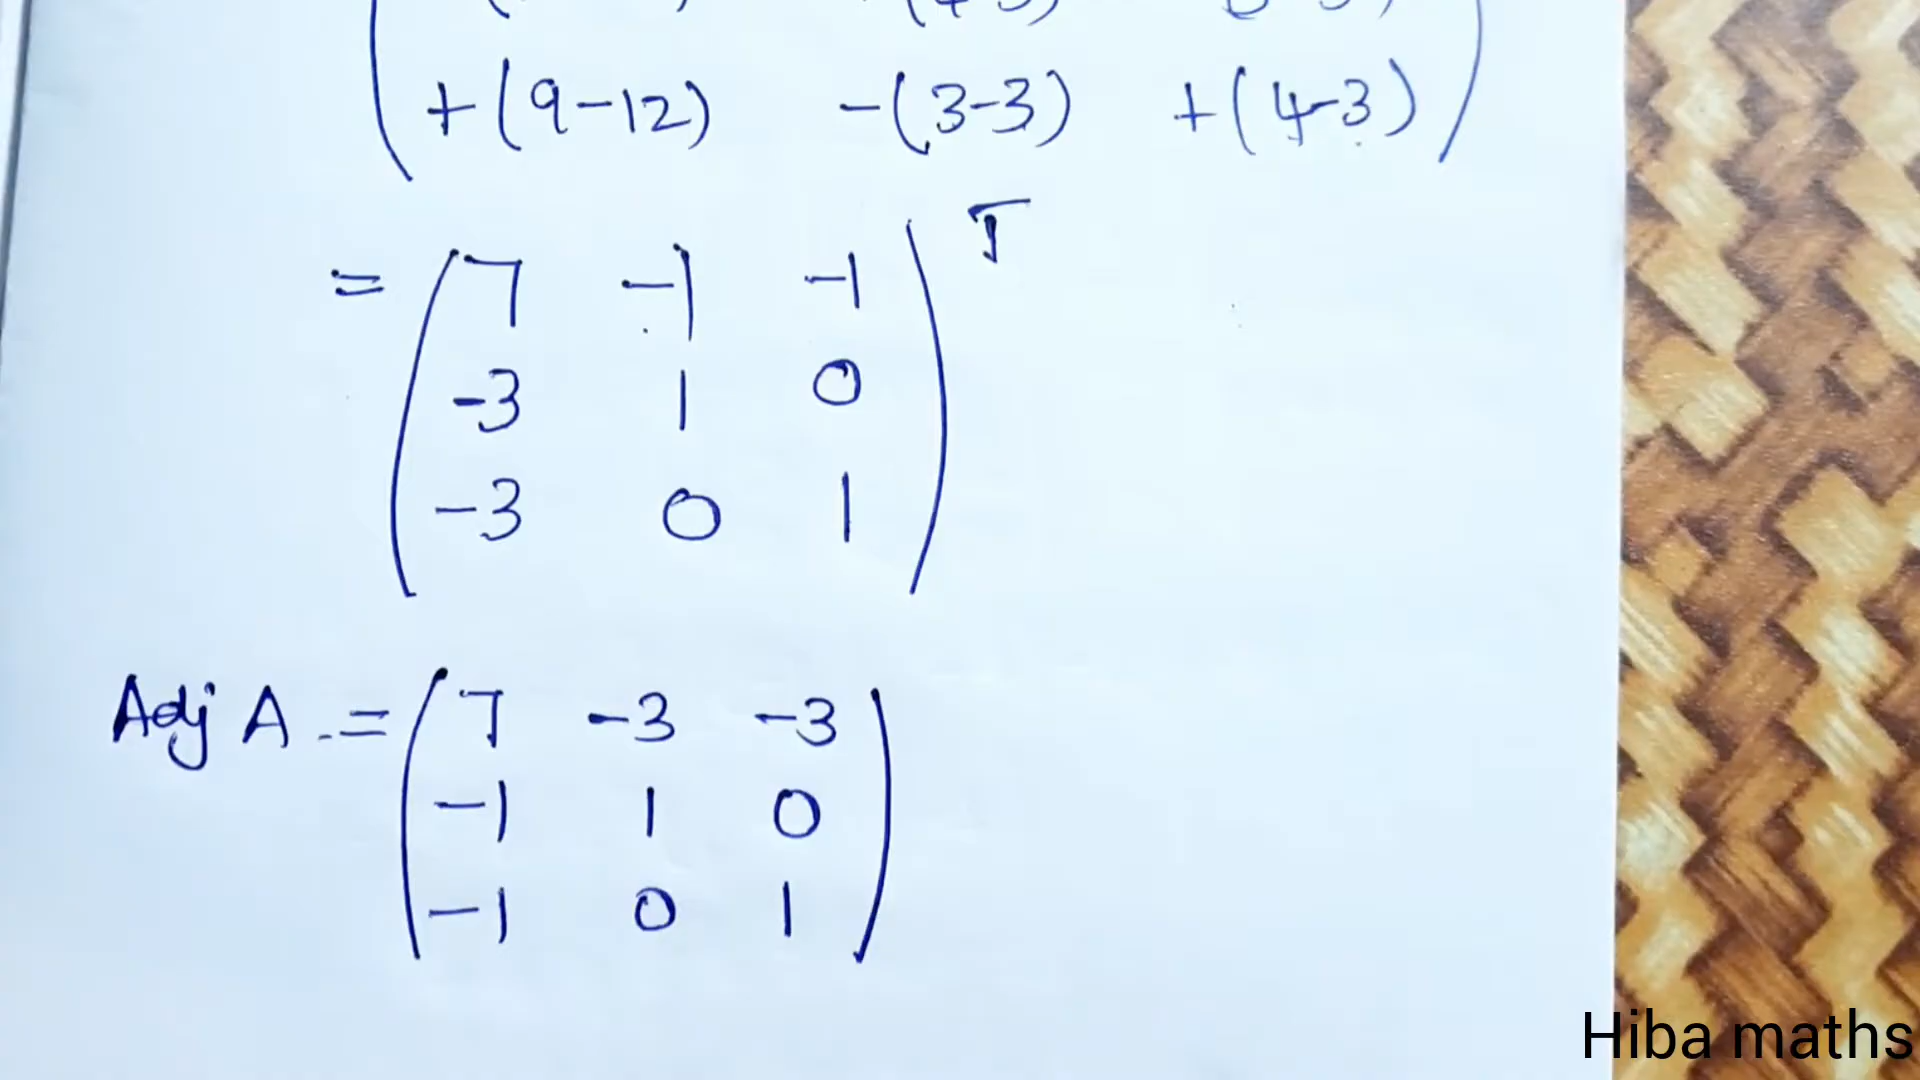 +(9-12) -(3-3) +(4-3)
= (7 -1 -1)T
-3 1 0
-3 0 1
Adj A = (7 -3 -3)
-1 1 0
-1 0 1
Hiba maths